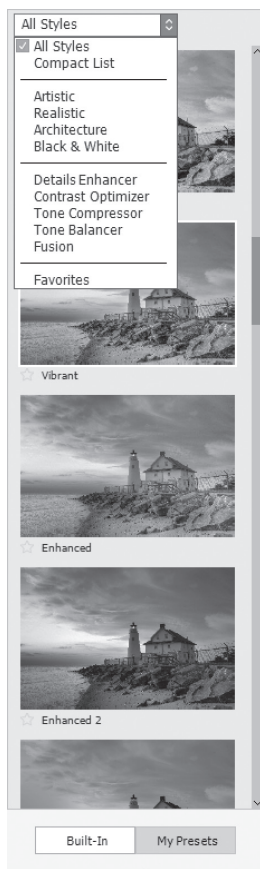 All Styles
All Styles
Compact List
Artistic
Realistic
Architecture
Black & White
Details Enhancer
Contrast Optimizer
Tone Compressor
Tone Balancer
Fusion
Favorites
Vibrant
Enhanced
Enhanced 2
Built-In My Presets